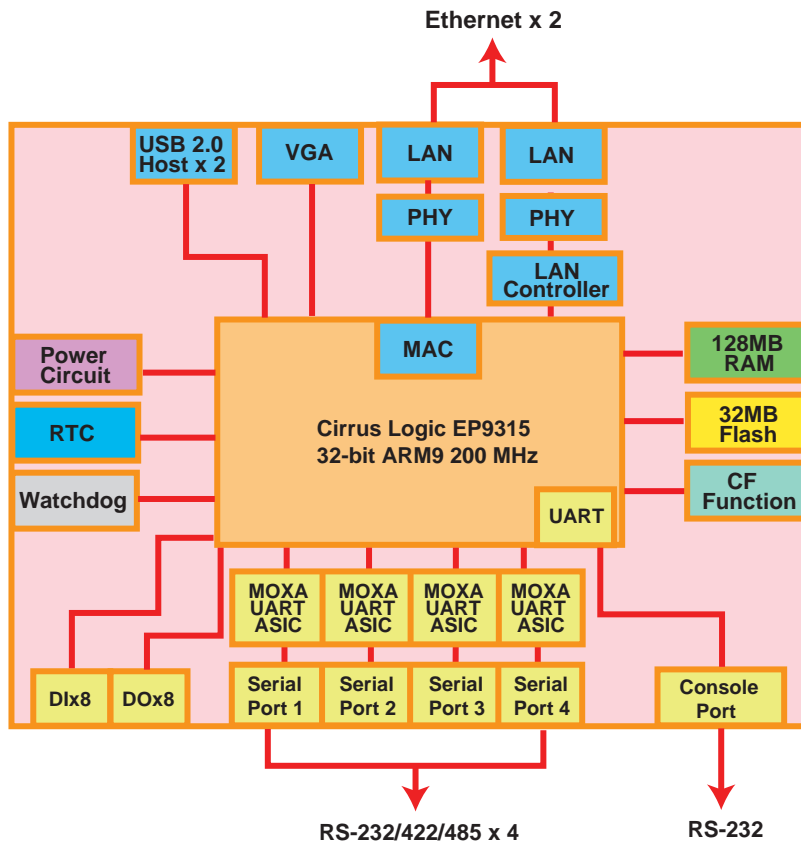 Ethernet x 2
USB 2.0
Host x 2
VGA
LAN
LAN
PHY
PHY
LAN
Controller
MAC
Power
Circuit
128MB
RAM
RTC
Cirrus Logic EP9315
32-bit ARM9 200 MHz
32MB
Flash
Watchdog
CF
Function
UART
MOXA
UART
ASIC
MOXA
UART
ASIC
MOXA
UART
ASIC
MOXA
UART
ASIC
DIx8
DOx8
Serial
Port 1
Serial
Port 2
Serial
Port 3
Serial
Port 4
Console
Port
RS-232/422/485 x 4
RS-232